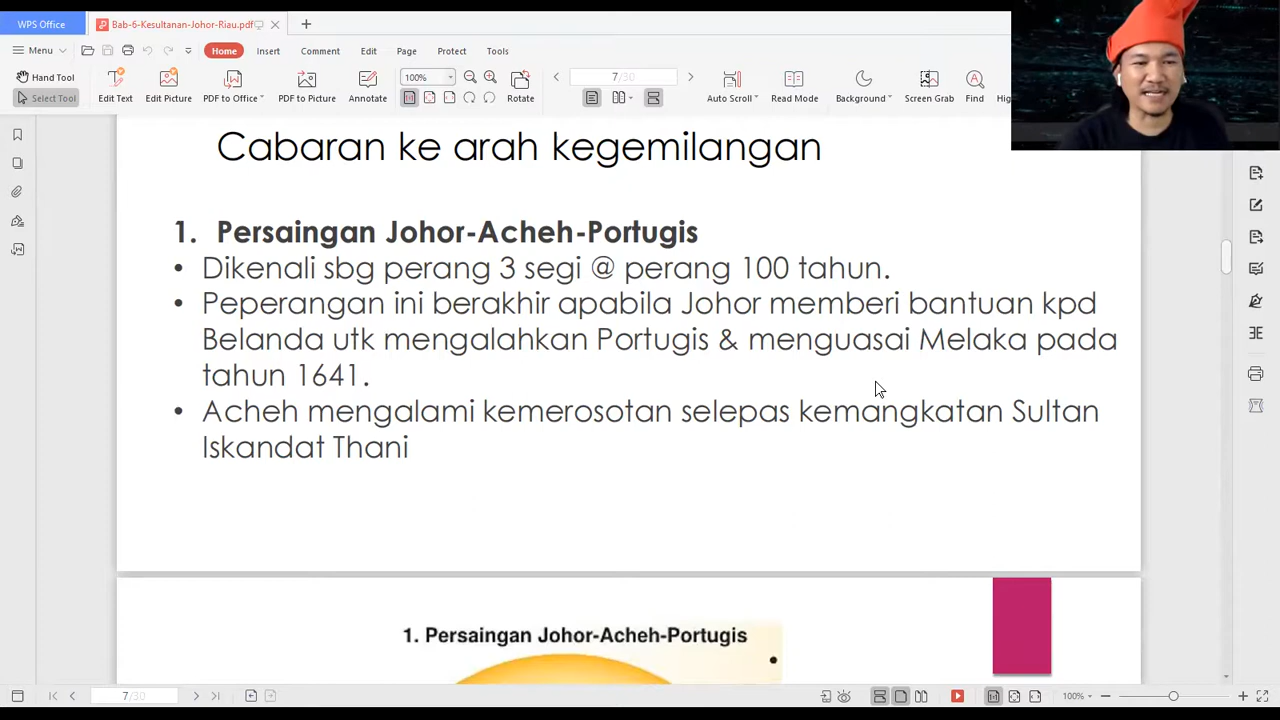 WPS Office
Bab-6-Kesultanan-Johor-Riau.pdf
Menu
Home Insert Comment Edit Page Protect Tools
Hand Tool
Select Tool
Edit Text
Edit Picture
PDF to Office
PDF to Picture
Annotate
100%
Rotate
7/30
Auto Scroll
Read Mode
Background
Screen Grab
Find
Cabaran ke arah kegemilangan
1. Persaingan Johor-Acheh-Portugis
• Dikenali sbg perang 3 segi @ perang 100 tahun.
• Peperangan ini berakhir apabila Johor memberi bantuan kpd
Belanda utk mengalahkan Portugis & menguasai Melaka pada
tahun 1641.
• Acheh mengalami kemerosotan selepas kemangkatan Sultan
Iskandat Thani
1. Persaingan Johor-Acheh-Portugis
7/30
100%